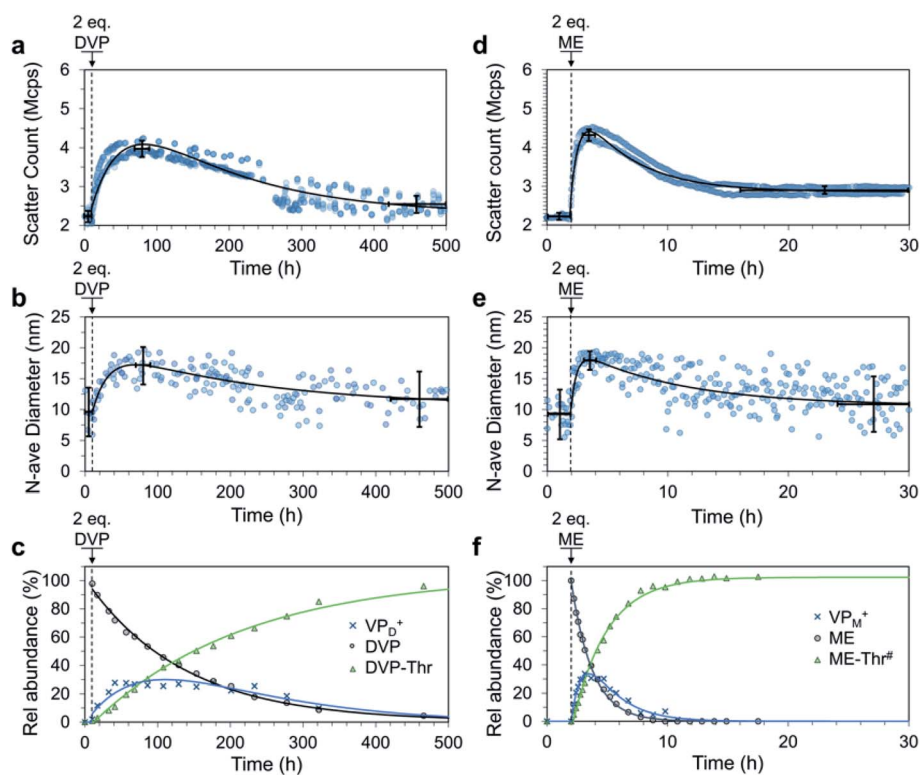 2 eq.
DVP
a
Scatter Count (Mcps)
6
5
4
3
2
0 100 200 300 400 500
Time (h)
2 eq.
DVP
b
N-ave Diameter (nm)
25
20
15
10
5
0
0 100 200 300 400 500
Time (h)
2 eq.
DVP
c
Rel abundance (%)
100
80
60
40
20
0
VP_D^+
DVP
DVP-Thr
0 100 200 300 400 500
Time (h)
2 eq.
ME
d
Scatter Count (Mcps)
6
5
4
3
2
0 10 20 30
Time (h)
2 eq.
ME
e
N-ave Diameter (nm)
25
20
15
10
5
0
0 10 20 30
Time (h)
2 eq.
ME
f
Rel abundance (%)
100
80
60
40
20
0
VP_M^+
ME
ME-Thr^#
0 10 20 30
Time (h)